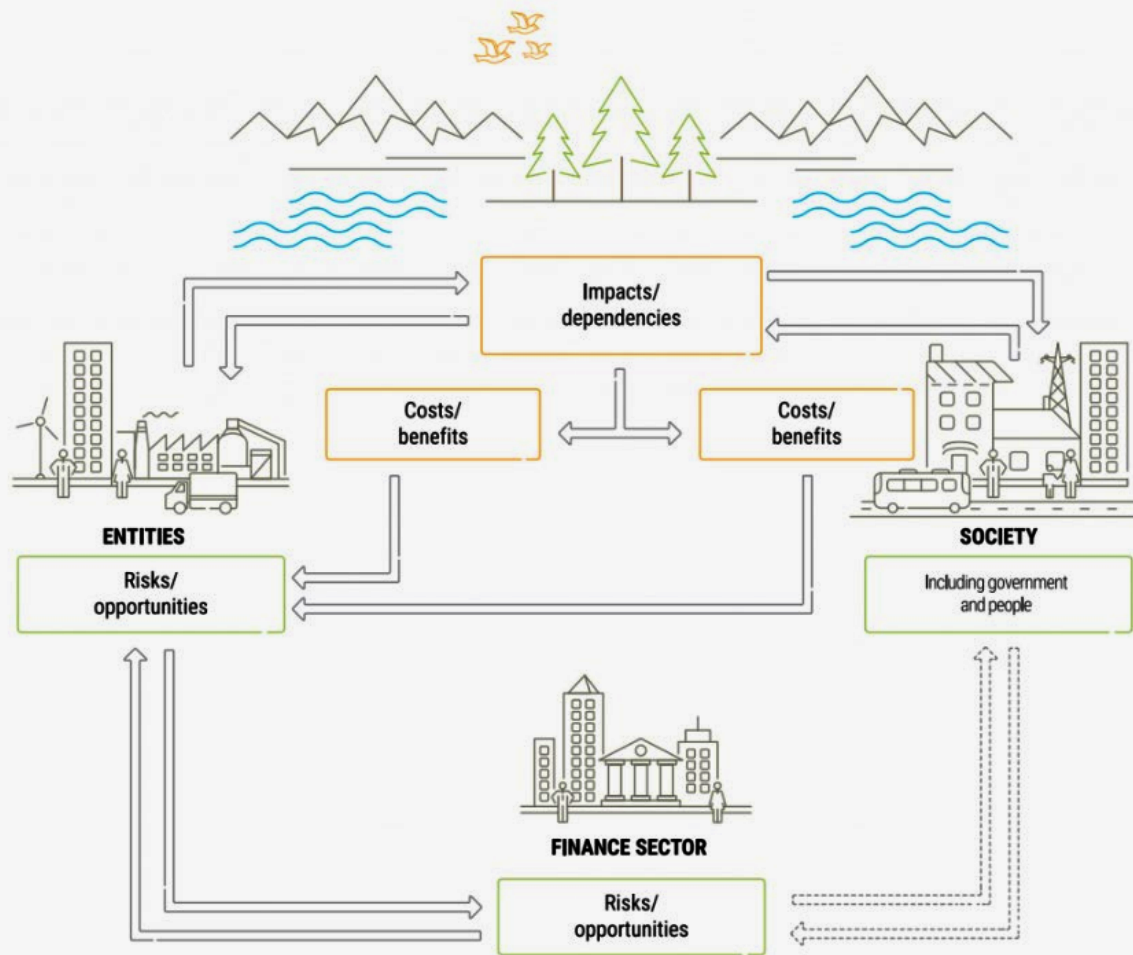 Impacts/
dependencies
Costs/
benefits
Costs/
benefits
ENTITIES
Risks/
opportunities
SOCIETY
Including government
and people
FINANCE SECTOR
Risks/
opportunities